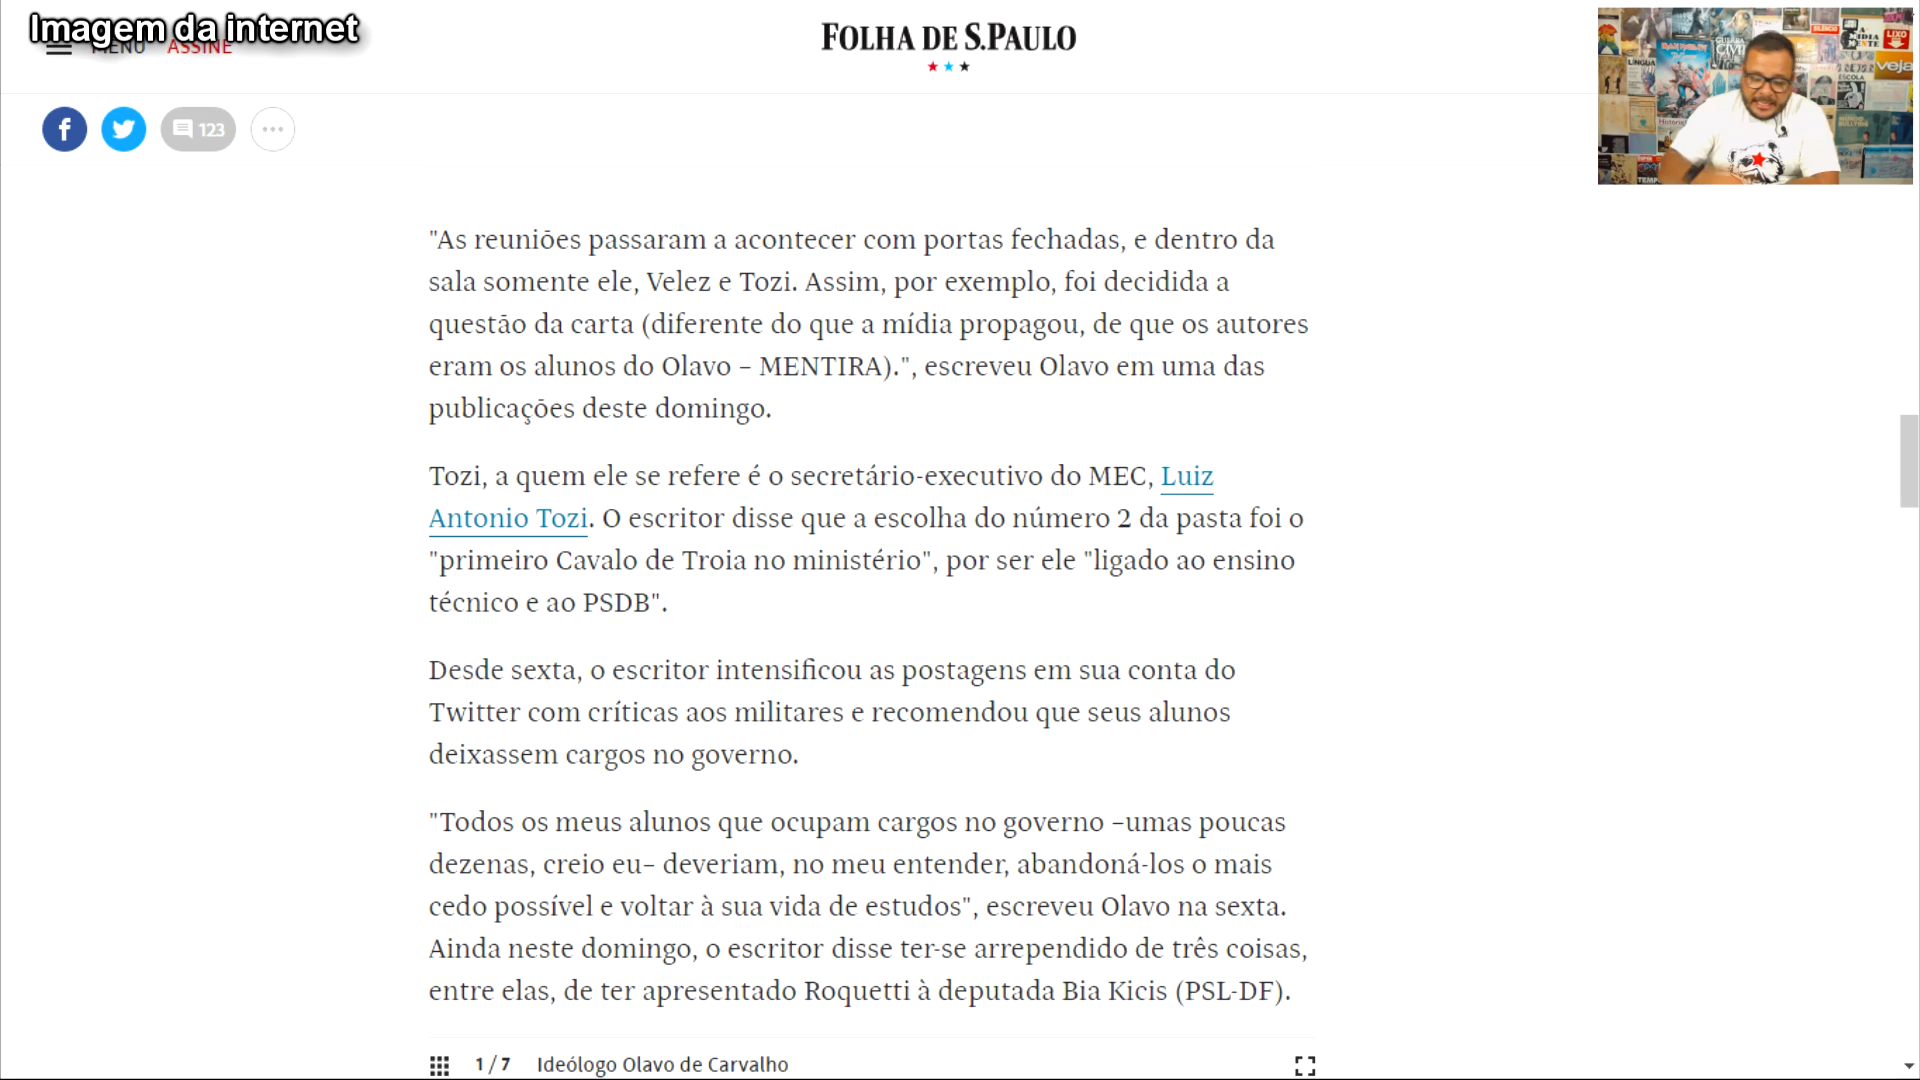 Imagem da internet
MENU ASSINE
FOLHA DE S.PAULO
123
"As reuniões passaram a acontecer com portas fechadas, e dentro da
sala somente ele, Velez e Tozi. Assim, por exemplo, foi decidida a
questão da carta (diferente do que a mídia propagou, de que os autores
eram os alunos do Olavo – MENTIRA).", escreveu Olavo em uma das
publicações deste domingo.
Tozi, a quem ele se refere é o secretário-executivo do MEC, Luiz
Antonio Tozi. O escritor disse que a escolha do número 2 da pasta foi o
"primeiro Cavalo de Troia no ministério", por ser ele "ligado ao ensino
técnico e ao PSDB".
Desde sexta, o escritor intensificou as postagens em sua conta do
Twitter com críticas aos militares e recomendou que seus alunos
deixassem cargos no governo.
"Todos os meus alunos que ocupam cargos no governo –umas poucas
dezenas, creio eu– deveriam, no meu entender, abandoná-los o mais
cedo possível e voltar à sua vida de estudos", escreveu Olavo na sexta.
Ainda neste domingo, o escritor disse ter-se arrependido de três coisas,
entre elas, de ter apresentado Roquetti à deputada Bia Kicis (PSL-DF).
1 / 7 Ideólogo Olavo de Carvalho
LIXO
veja
LÍNGUA
ESCOLA